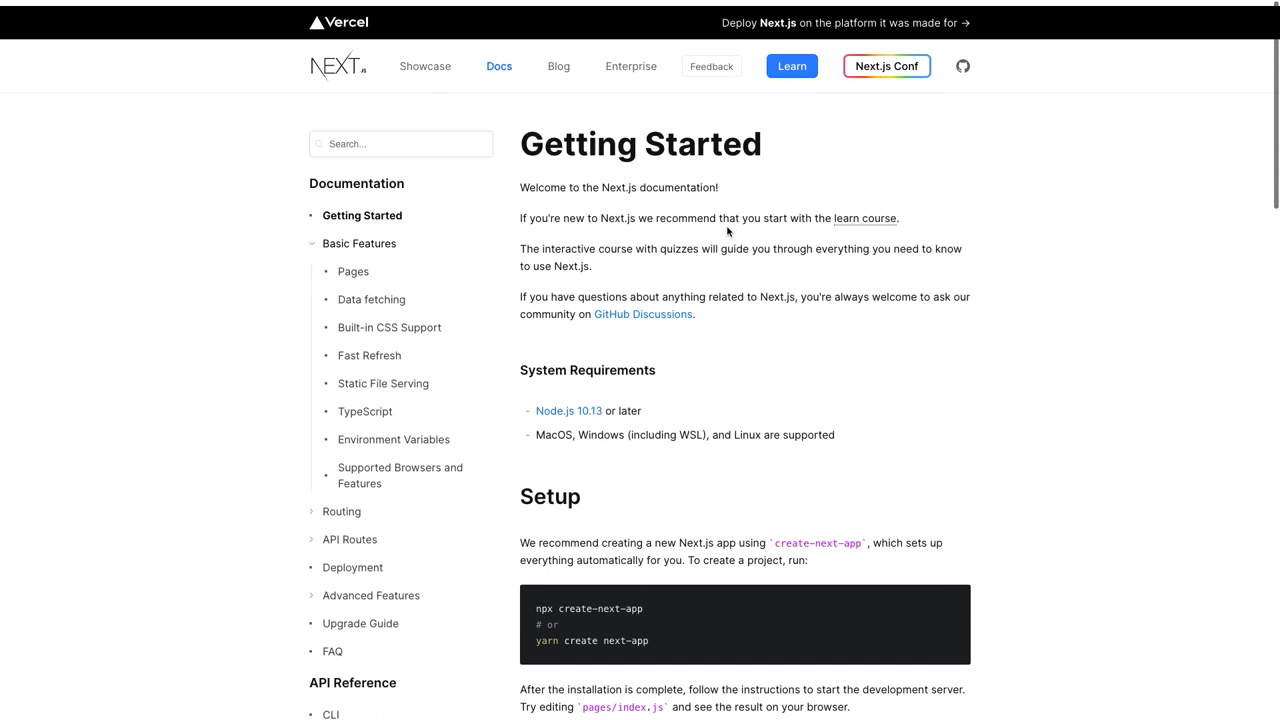 Vercel
Deploy Next.js on the platform it was made for →
NEXT.JS
Showcase
Docs
Blog
Enterprise
Feedback
Learn
Next.js Conf
Search...
Documentation
Getting Started
Basic Features
Pages
Data fetching
Built-in CSS Support
Fast Refresh
Static File Serving
TypeScript
Environment Variables
Supported Browsers and
Features
Routing
API Routes
Deployment
Advanced Features
Upgrade Guide
FAQ
API Reference
CLI
Getting Started
Welcome to the Next.js documentation!
If you're new to Next.js we recommend that you start with the learn course.
The interactive course with quizzes will guide you through everything you need to know
to use Next.js.
If you have questions about anything related to Next.js, you're always welcome to ask our
community on GitHub Discussions.
System Requirements
- Node.js 10.13 or later
- MacOS, Windows (including WSL), and Linux are supported
Setup
We recommend creating a new Next.js app using `create-next-app`, which sets up
everything automatically for you. To create a project, run:
npx create-next-app
# or
yarn create next-app
After the installation is complete, follow the instructions to start the development server.
Try editing `pages/index.js` and see the result on your browser.